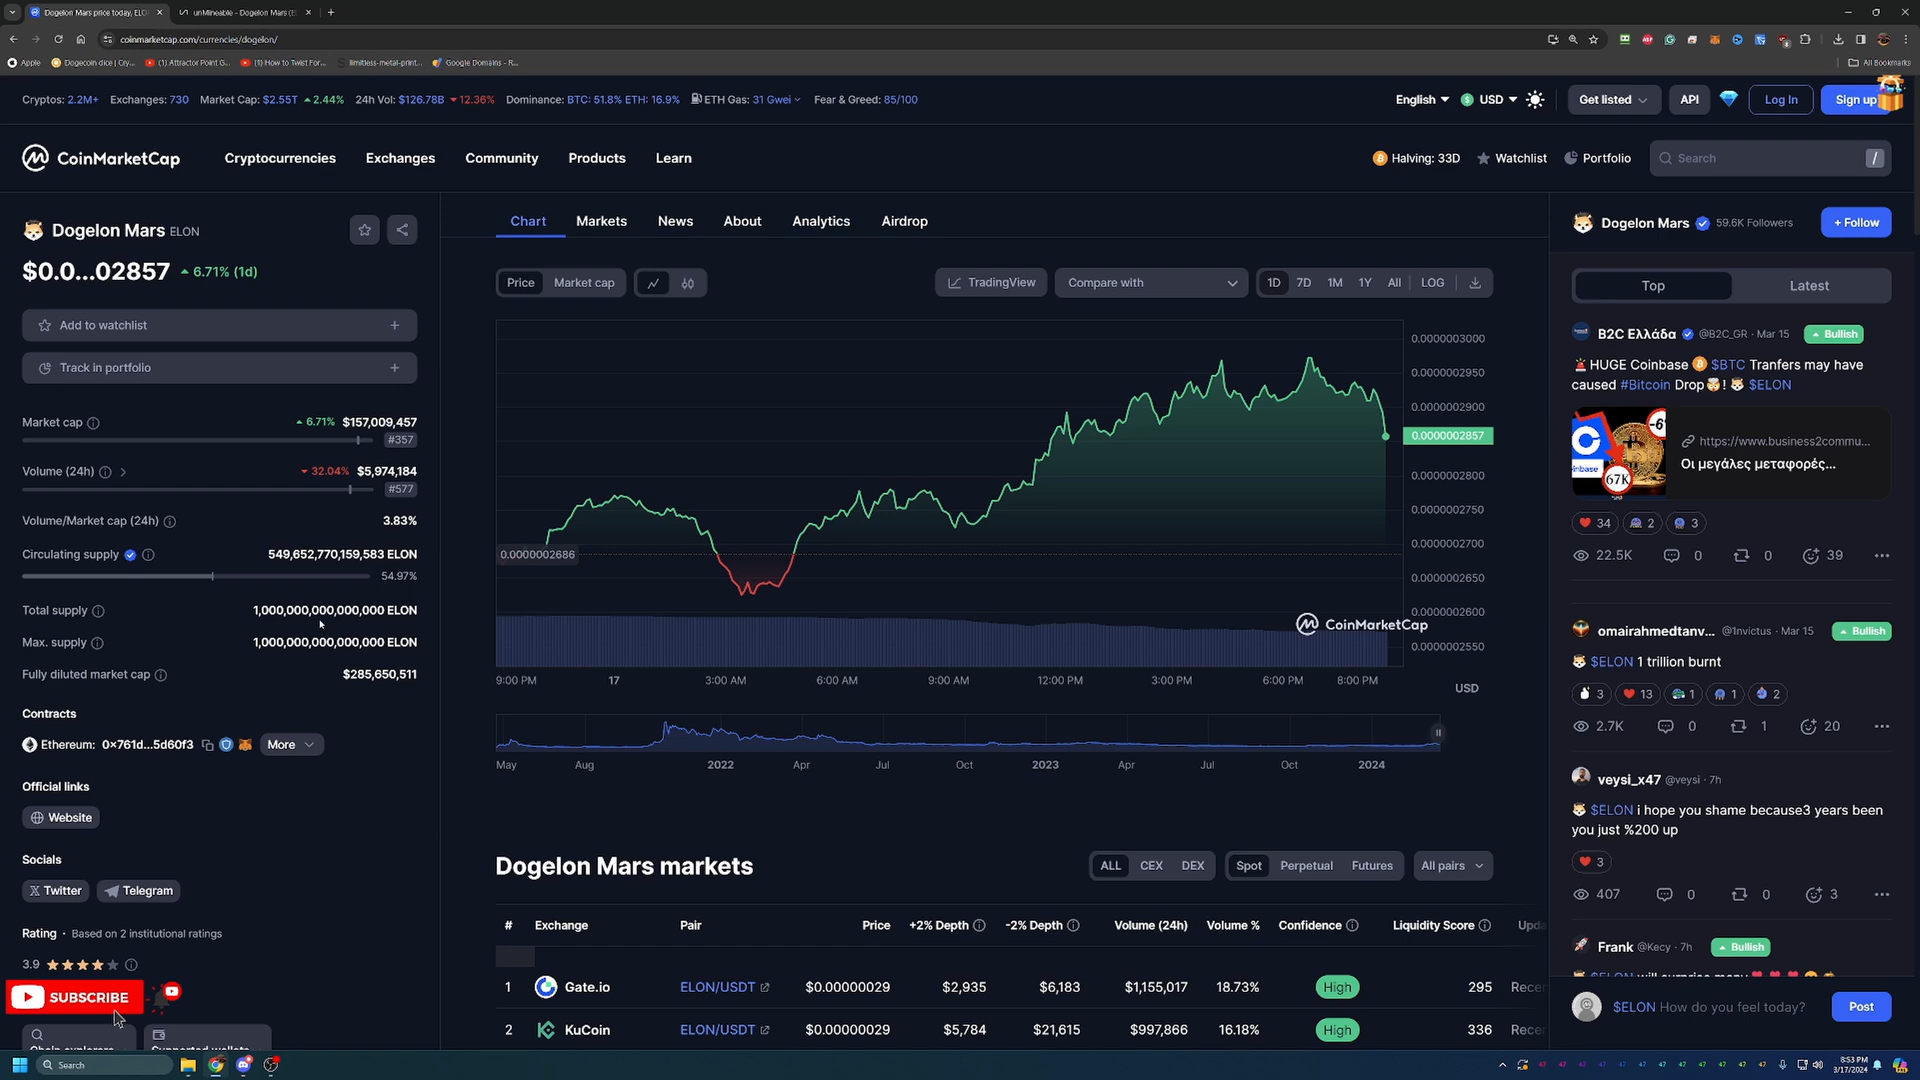 Dogelon Mars price today, ELO
unMineable - Dogelon Mars (E
coinmarketcap.com/currencies/dogelon/
Apple
Dogecoin dice | Cry...
(1) Attractor Point G...
(1) How to Twist For...
limitless-metal-print...
Google Domains - R...
All Bookmarks
Cryptos: 2.2M+ Exchanges: 730 Market Cap: $2.55T 2.44% 24h Vol: $126.78B 12.36% Dominance: BTC: 51.8% ETH: 16.9% ETH Gas: 31 Gwei Fear & Greed: 85/100
English USD Get listed API Log In Sign up
CoinMarketCap Cryptocurrencies Exchanges Community Products Learn
Halving: 33D Watchlist Portfolio Search /
Dogelon Mars ELON
$0.0...02857 6.71% (1d)
Add to watchlist +
Track in portfolio +
Market cap 6.71% $157,009,457
#357
Volume (24h) 32.04% $5,974,184
#577
Volume/Market cap (24h) 3.83%
Circulating supply 549,652,770,159,583 ELON
54.97%
Total supply 1,000,000,000,000,000 ELON
Max. supply 1,000,000,000,000,000 ELON
Fully diluted market cap $285,650,511
Contracts
Ethereum: 0x761d...5d60f3 More
Official links
Website
Socials
Twitter Telegram
Rating · Based on 2 institutional ratings
3.9
SUBSCRIBE
Chart Markets News About Analytics Airdrop
Price Market cap TradingView Compare with 1D 7D 1M 1Y All LOG
0.0000003000
0.0000002950
0.0000002900
0.0000002857
0.0000002800
0.0000002750
0.0000002700
0.0000002686
0.0000002650
0.0000002600
CoinMarketCap
0.0000002550
9:00 PM 17 3:00 AM 6:00 AM 9:00 AM 12:00 PM 3:00 PM 6:00 PM 8:00 PM
USD
May Aug 2022 Apr Jul Oct 2023 Apr Jul Oct 2024
Dogelon Mars markets
ALL CEX DEX Spot Perpetual Futures All pairs
# Exchange Pair Price +2% Depth -2% Depth Volume (24h) Volume % Confidence Liquidity Score Upda
1 Gate.io ELON/USDT $0.00000029 $2,935 $6,183 $1,155,017 18.73% High 295 Recen
2 KuCoin ELON/USDT $0.00000029 $5,784 $21,615 $997,866 16.18% High 336 Recen
Dogelon Mars 59.6K Followers + Follow
Top Latest
B2C Ελλάδα @B2C_GR · Mar 15 Bullish
HUGE Coinbase $BTC Tranfers may have
caused #Bitcoin Drop ! $ELON
https://www.business2commu...
Οι μεγάλες μεταφορές...
inbase
67K
-6
34 2 3
22.5K 0 0 39
omairahmedtanv... @1nvictus · Mar 15 Bullish
$ELON 1 trillion burnt
3 13 1 1 2
2.7K 0 1 20
veysi_x47 @veysi · 7h
$ELON i hope you shame because3 years been
you just %200 up
3
407 0 0 3
Frank @Kecy · 7h Bullish
$ELON How do you feel today? Post
Search
8:53 PM
3/17/2024